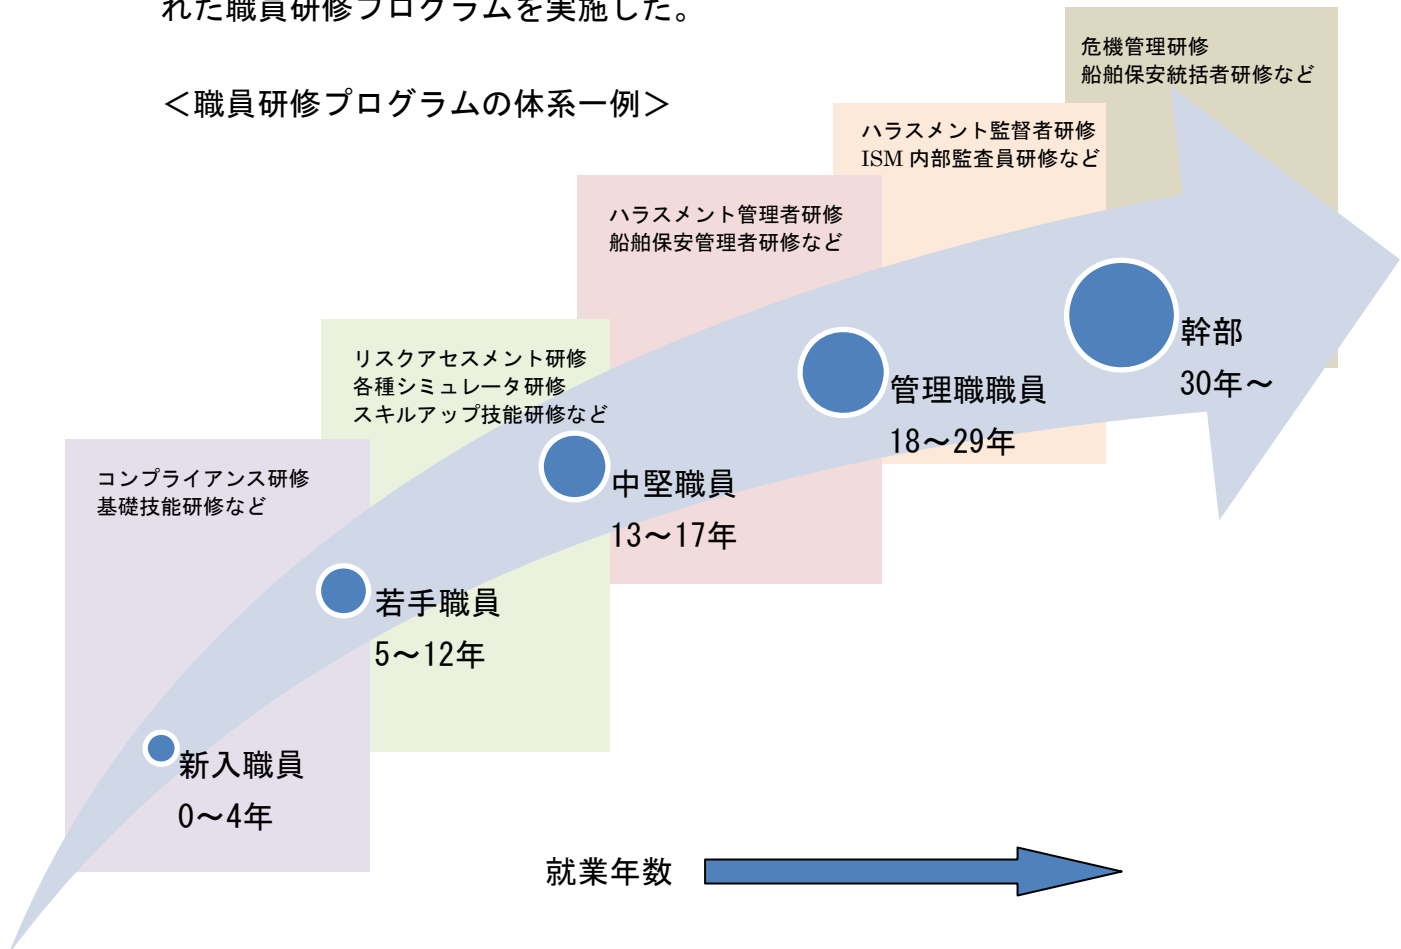 れた職員研修プログラムを実施した。
＜職員研修プログラムの体系一例＞
危機管理研修
船舶保安統括者研修など
ハラスメント監督者研修
ISM 内部監査員研修など
ハラスメント管理者研修
船舶保安管理者研修など
リスクアセスメント研修
各種シミュレータ研修
スキルアップ技能研修など
コンプライアンス研修
基礎技能研修など
幹部
30年～
管理職職員
18～29年
中堅職員
13～17年
若手職員
5～12年
新入職員
0～4年
就業年数